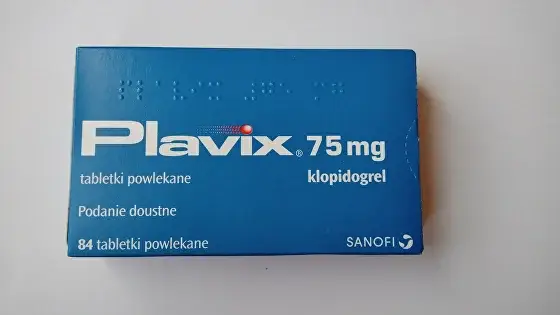 Plavix® 75 mg
tabletki powlekane klopidogrel
Podanie doustne
84 tabletki powlekane SANOFI